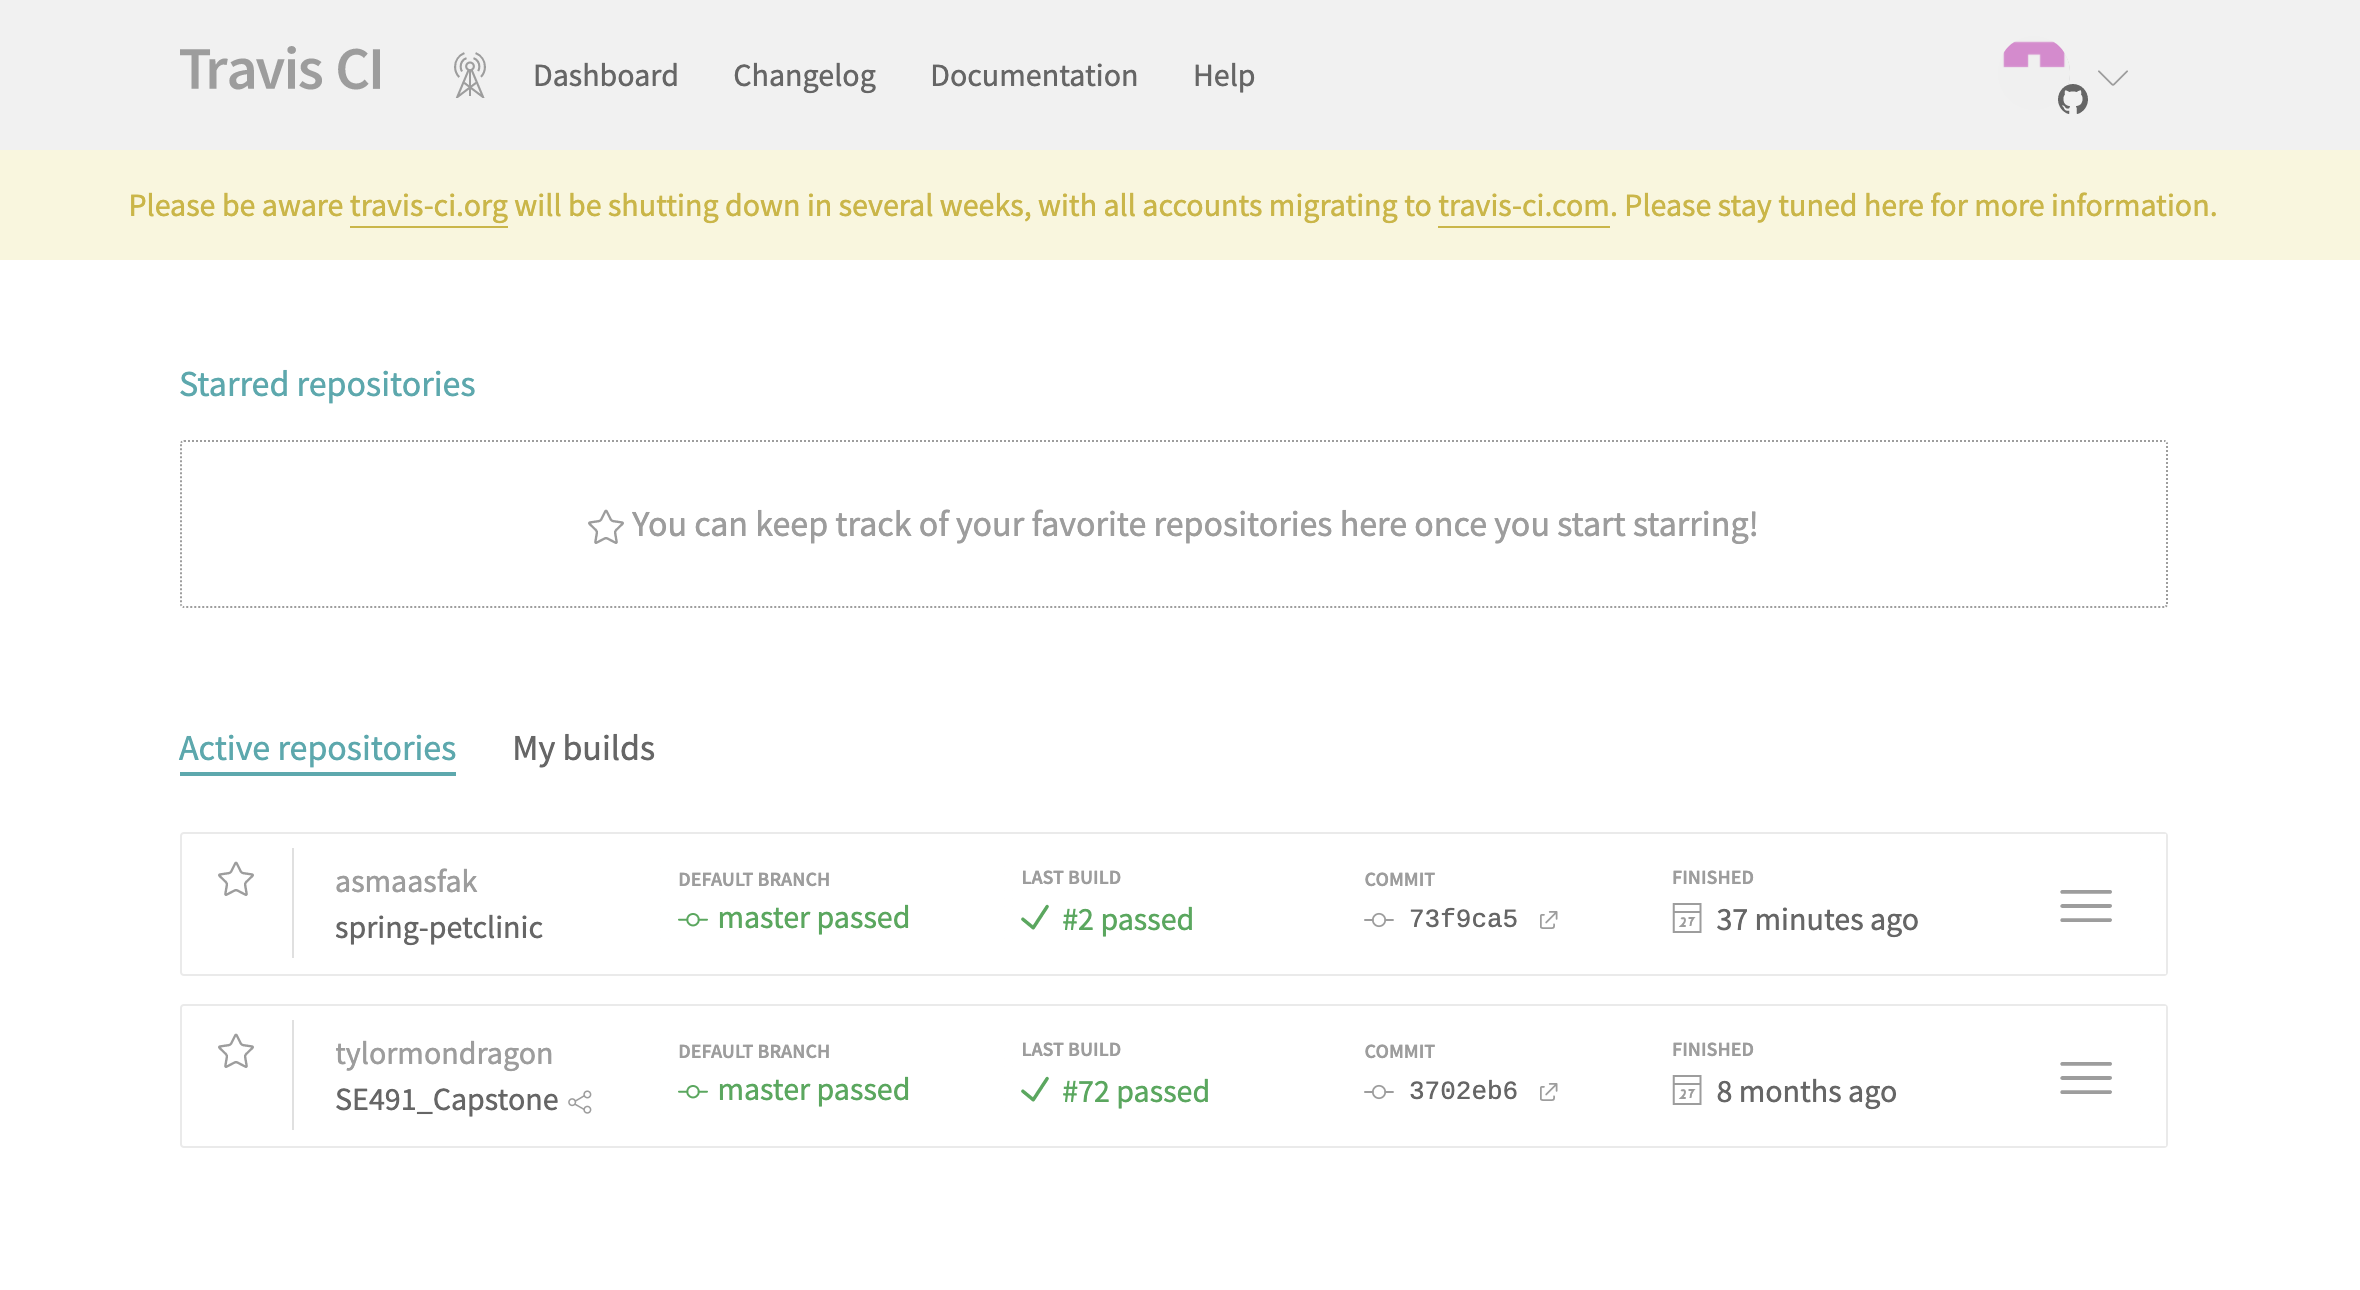 Travis CI
Dashboard
Changelog
Documentation
Help
Please be aware travis-ci.org will be shutting down in several weeks, with all accounts migrating to travis-ci.com. Please stay tuned here for more information.
Starred repositories
You can keep track of your favorite repositories here once you start starring!
Active repositories
My builds
asmaasfak
spring-petclinic
DEFAULT BRANCH
master passed
LAST BUILD
#2 passed
COMMIT
73f9ca5
FINISHED
27
37 minutes ago
tylormondragon
SE491_Capstone
DEFAULT BRANCH
master passed
LAST BUILD
#72 passed
COMMIT
3702eb6
FINISHED
27
8 months ago